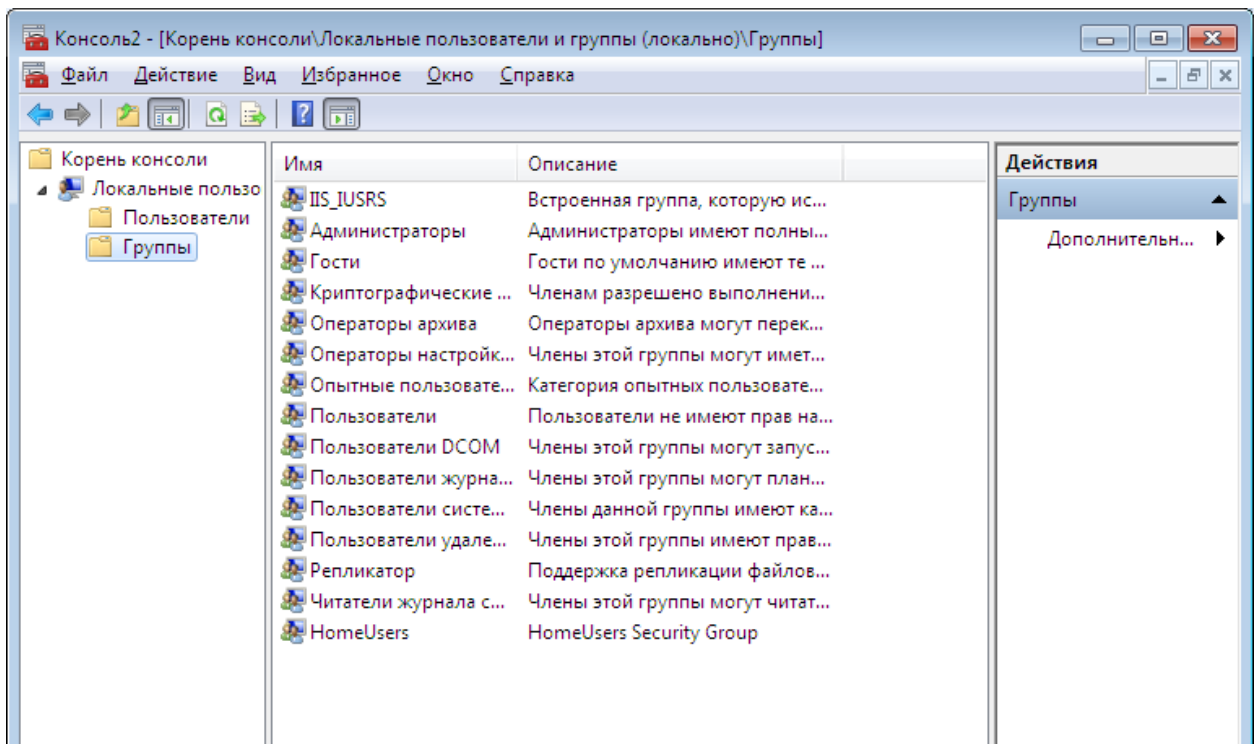 Консоль2 - [Корень консоли\Локальные пользователи и группы (локально)\Группы]
Файл Действие Вид Избранное Окно Справка
Корень консоли
Локальные пользо
Пользователи
Группы
Имя Описание
IIS_IUSRS Встроенная группа, которую ис...
Администраторы Администраторы имеют полны...
Гости Гости по умолчанию имеют те ...
Криптографические ... Членам разрешено выполнени...
Операторы архива Операторы архива могут перек...
Операторы настройк... Члены этой группы могут имет...
Опытные пользовате... Категория опытных пользовате...
Пользователи Пользователи не имеют прав на...
Пользователи DCOM Члены этой группы могут запус...
Пользователи журна... Члены этой группы могут план...
Пользователи систе... Члены данной группы имеют ка...
Пользователи удале... Члены этой группы имеют прав...
Репликатор Поддержка репликации файлов...
Читатели журнала с... Члены этой группы могут читат...
HomeUsers HomeUsers Security Group
Действия
Группы
Дополнительн...